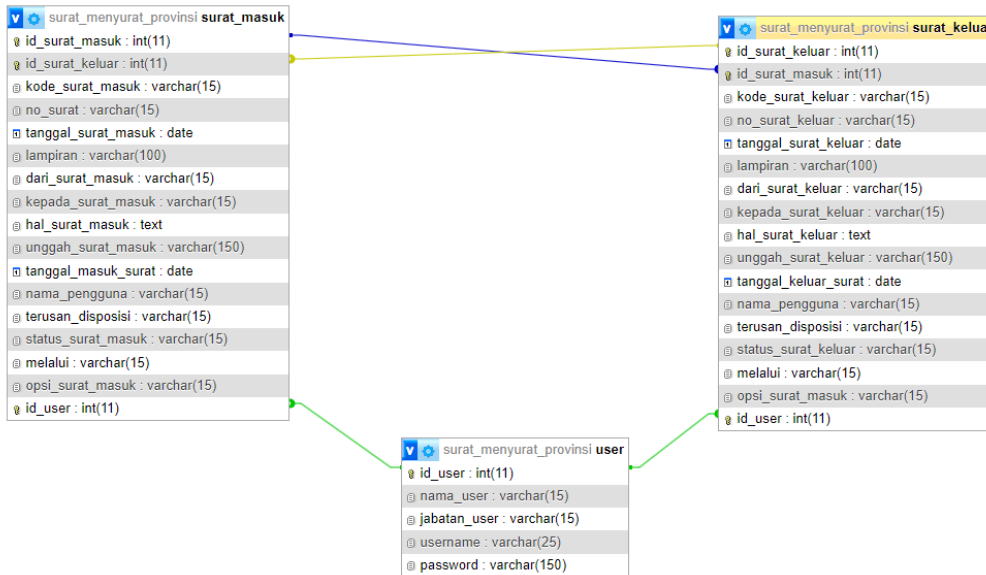 surat_menyurat_provinsi surat_masuk
id_surat_masuk : int(11)
id_surat_keluar : int(11)
kode_surat_masuk : varchar(15)
no_surat : varchar(15)
tanggal_surat_masuk : date
lampiran : varchar(100)
dari_surat_masuk : varchar(15)
kepada_surat_masuk : varchar(15)
hal_surat_masuk : text
unggah_surat_masuk : varchar(150)
tanggal_masuk_surat : date
nama_pengguna : varchar(15)
terusan_disposisi : varchar(15)
status_surat_masuk : varchar(15)
melalui : varchar(15)
opsi_surat_masuk : varchar(15)
id_user : int(11)
surat_menyurat_provinsi surat_kelua
id_surat_keluar : int(11)
id_surat_masuk : int(11)
kode_surat_keluar : varchar(15)
no_surat_keluar : varchar(15)
tanggal_surat_keluar : date
lampiran : varchar(100)
dari_surat_keluar : varchar(15)
kepada_surat_keluar : varchar(15)
hal_surat_keluar : text
unggah_surat_keluar : varchar(150)
tanggal_keluar_surat : date
nama_pengguna : varchar(15)
terusan_disposisi : varchar(15)
status_surat_keluar : varchar(15)
melalui : varchar(15)
opsi_surat_masuk : varchar(15)
id_user : int(11)
surat_menyurat_provinsi user
id_user : int(11)
nama_user : varchar(15)
jabatan_user : varchar(15)
username : varchar(25)
password : varchar(150)